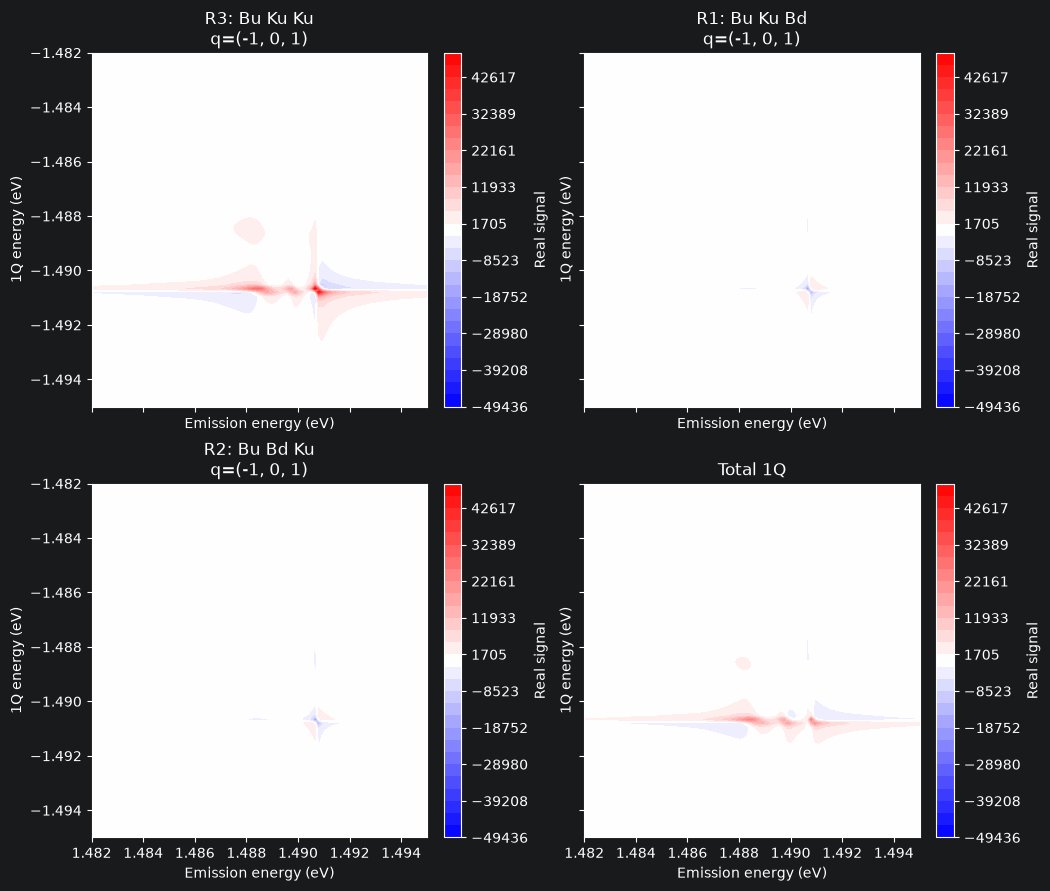 R3: Bu Ku Ku
q=(-1, 0, 1)
−1.482
−1.484
−1.486
−1.488
−1.490
−1.492
−1.494
1Q energy (eV)
Emission energy (eV)
42617
32389
22161
11933
1705
−8523
−18752
−28980
−39208
−49436
Real signal
R1: Bu Ku Bd
q=(-1, 0, 1)
1Q energy (eV)
Emission energy (eV)
42617
32389
22161
11933
1705
−8523
−18752
−28980
−39208
−49436
Real signal
R2: Bu Bd Ku
q=(-1, 0, 1)
−1.482
−1.484
−1.486
−1.488
−1.490
−1.492
−1.494
1Q energy (eV)
1.482 1.484 1.486 1.488 1.490 1.492 1.494
Emission energy (eV)
42617
32389
22161
11933
1705
−8523
−18752
−28980
−39208
−49436
Real signal
Total 1Q
1Q energy (eV)
1.482 1.484 1.486 1.488 1.490 1.492 1.494
Emission energy (eV)
42617
32389
22161
11933
1705
−8523
−18752
−28980
−39208
−49436
Real signal